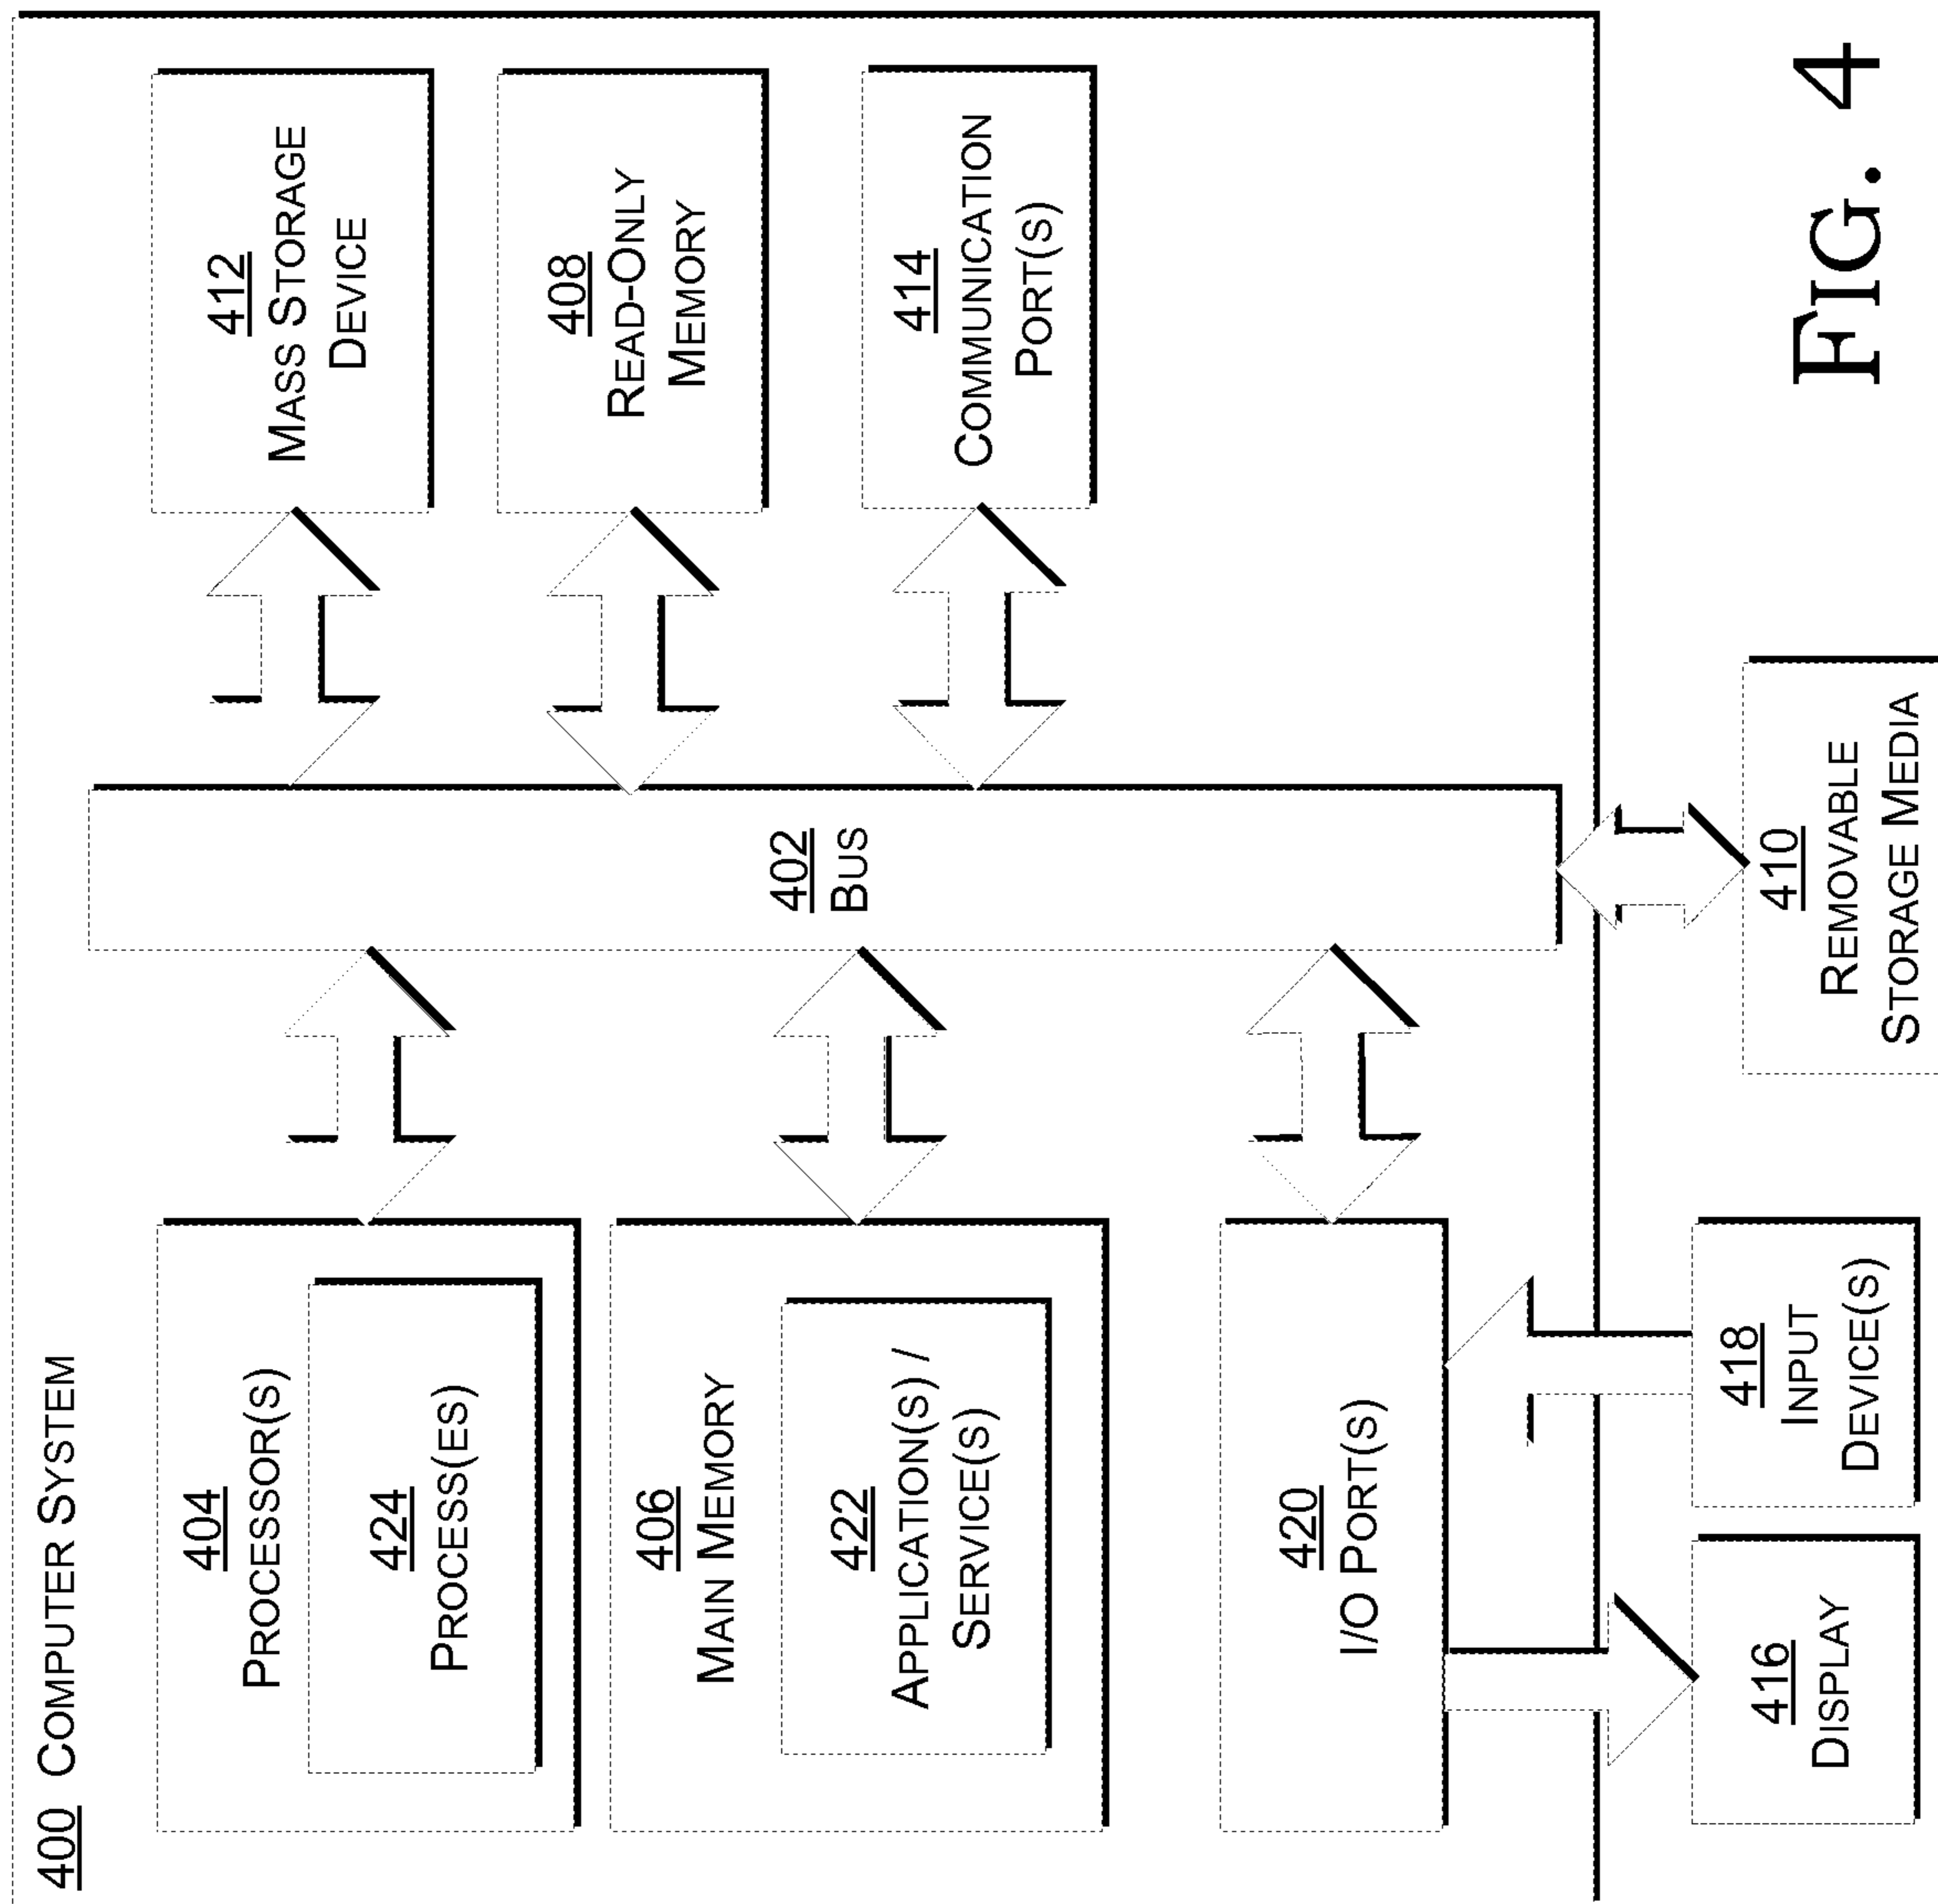 400 COMPUTER SYSTEM
404
PROCESSOR(S)
424
PROCESS(ES)
406
MAIN MEMORY
422
APPLICATION(S) /
SERVICE(S)
420
I/O PORT(S)
402
BUS
412
MASS STORAGE
DEVICE
408
READ-ONLY
MEMORY
414
COMMUNICATION
PORT(S)
416
DISPLAY
418
INPUT
DEVICE(S)
410
REMOVABLE
STORAGE MEDIA
FIG. 4